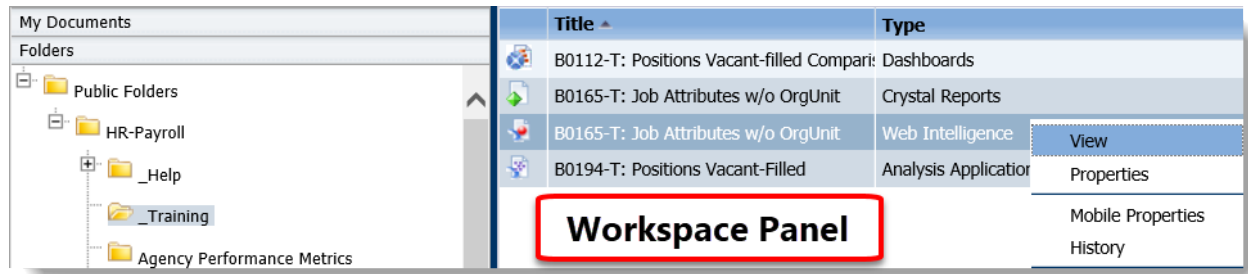 My Documents
Folders
Public Folders
HR-Payroll
_Help
_Training
Agency Performance Metrics
Title Type
B0112-T: Positions Vacant-filled Comparis Dashboards
B0165-T: Job Attributes w/o OrgUnit Crystal Reports
B0165-T: Job Attributes w/o OrgUnit Web Intelligence
B0194-T: Positions Vacant-Filled Analysis Application
View
Properties
Mobile Properties
History
Workspace Panel